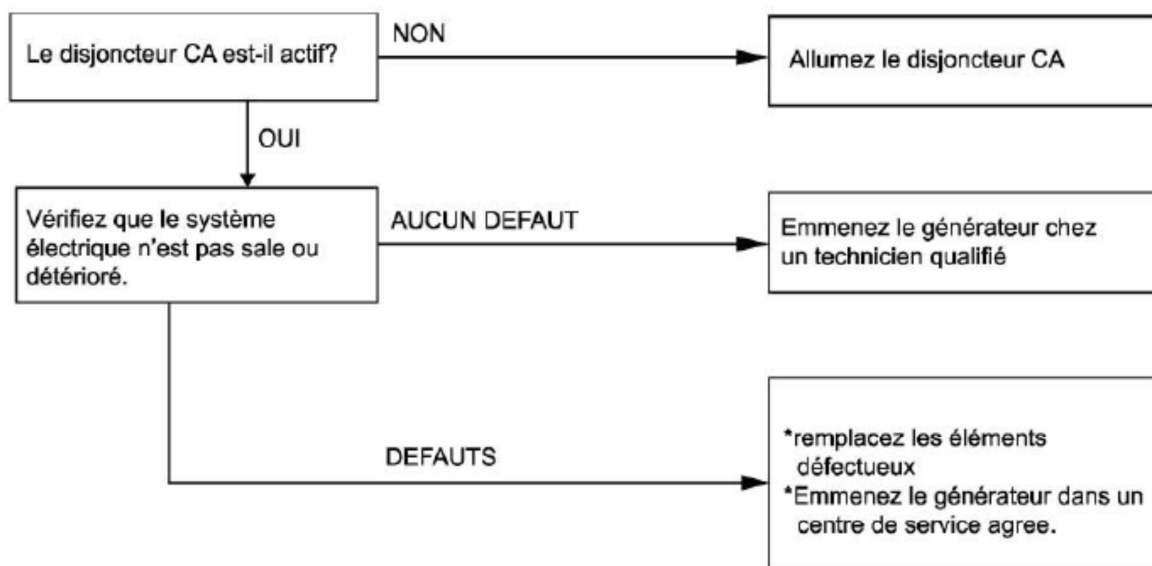 Le disjoncteur CA est-il actif?
NON
Allumez le disjoncteur CA
OUI
Vérifiez que le système
électrique n'est pas sale ou
détérioré.
AUCUN DEFAUT
Emmenez le générateur chez
un technicien qualifié
DEFAUTS
*remplacez les éléments
défectueux
*Emmenez le générateur dans un
centre de service agree.